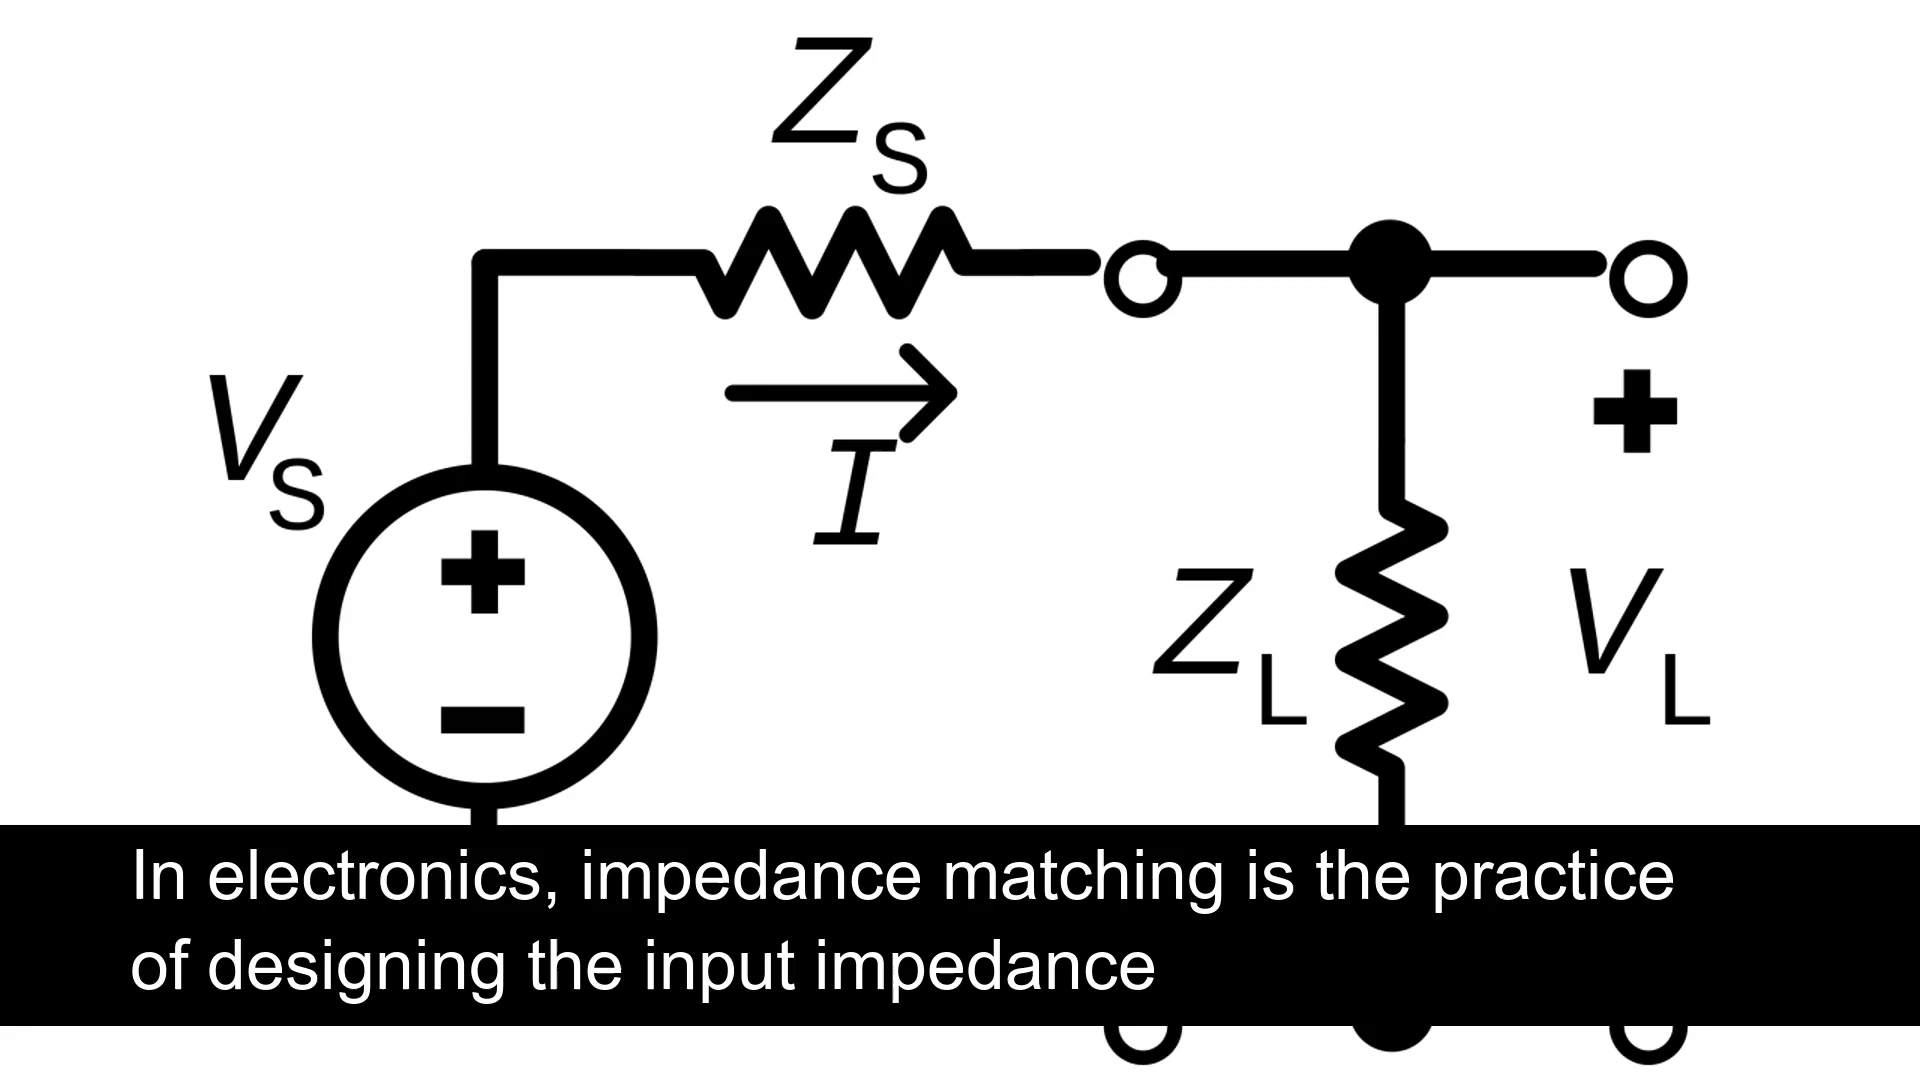 Z_S
V_S
+
−
I
+
Z_L
V_L
In electronics, impedance matching is the practice
of designing the input impedance